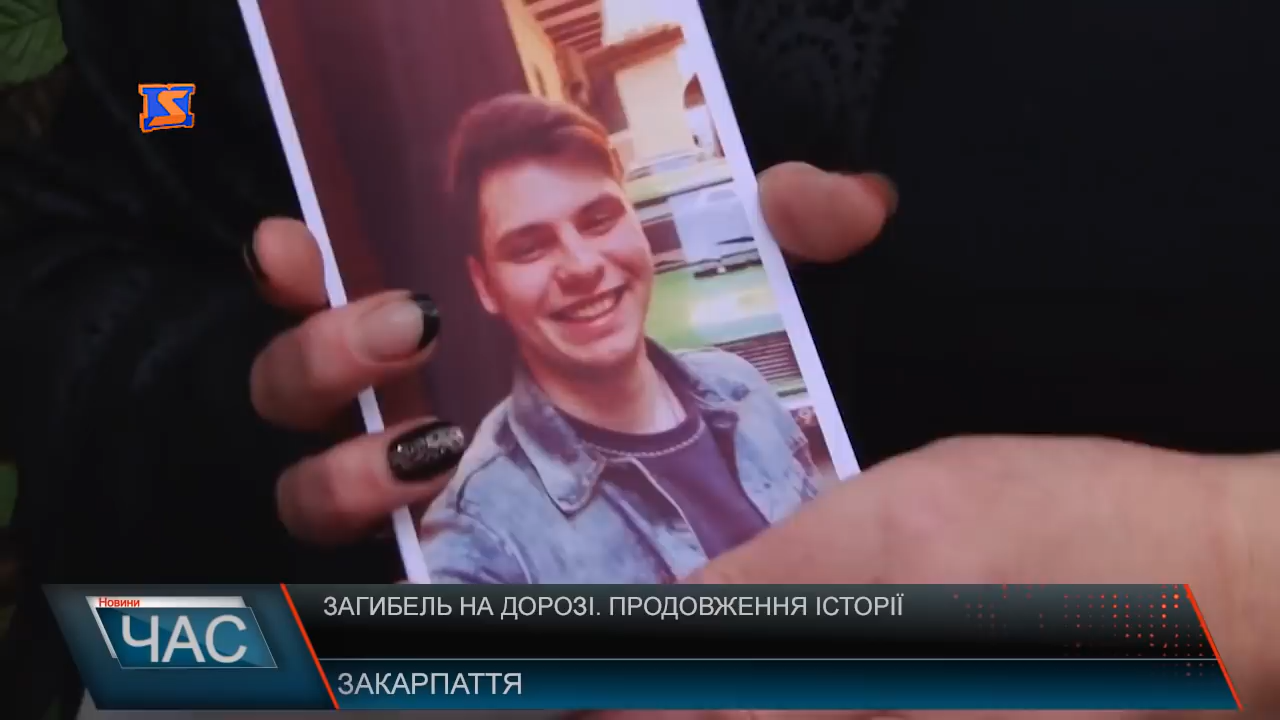 Новини
ЧАС
ЗАГИБЕЛЬ НА ДОРОЗІ. ПРОДОВЖЕННЯ ІСТОРІЇ
ЗАКАРПАТТЯ